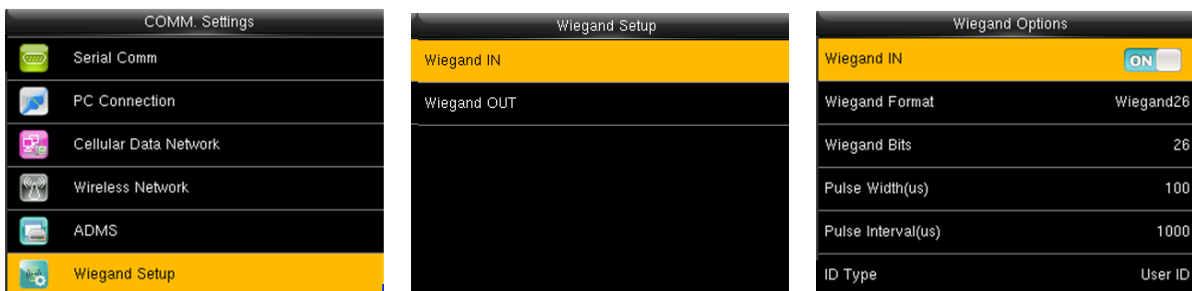 COMM. Settings
Serial Comm
PC Connection
Cellular Data Network
Wireless Network
ADMS
Wiegand Setup
Wiegand Setup
Wiegand IN
Wiegand OUT
Wiegand Options
Wiegand IN ON
Wiegand Format Wiegand26
Wiegand Bits 26
Pulse Width(us) 100
Pulse Interval(us) 1000
ID Type User ID